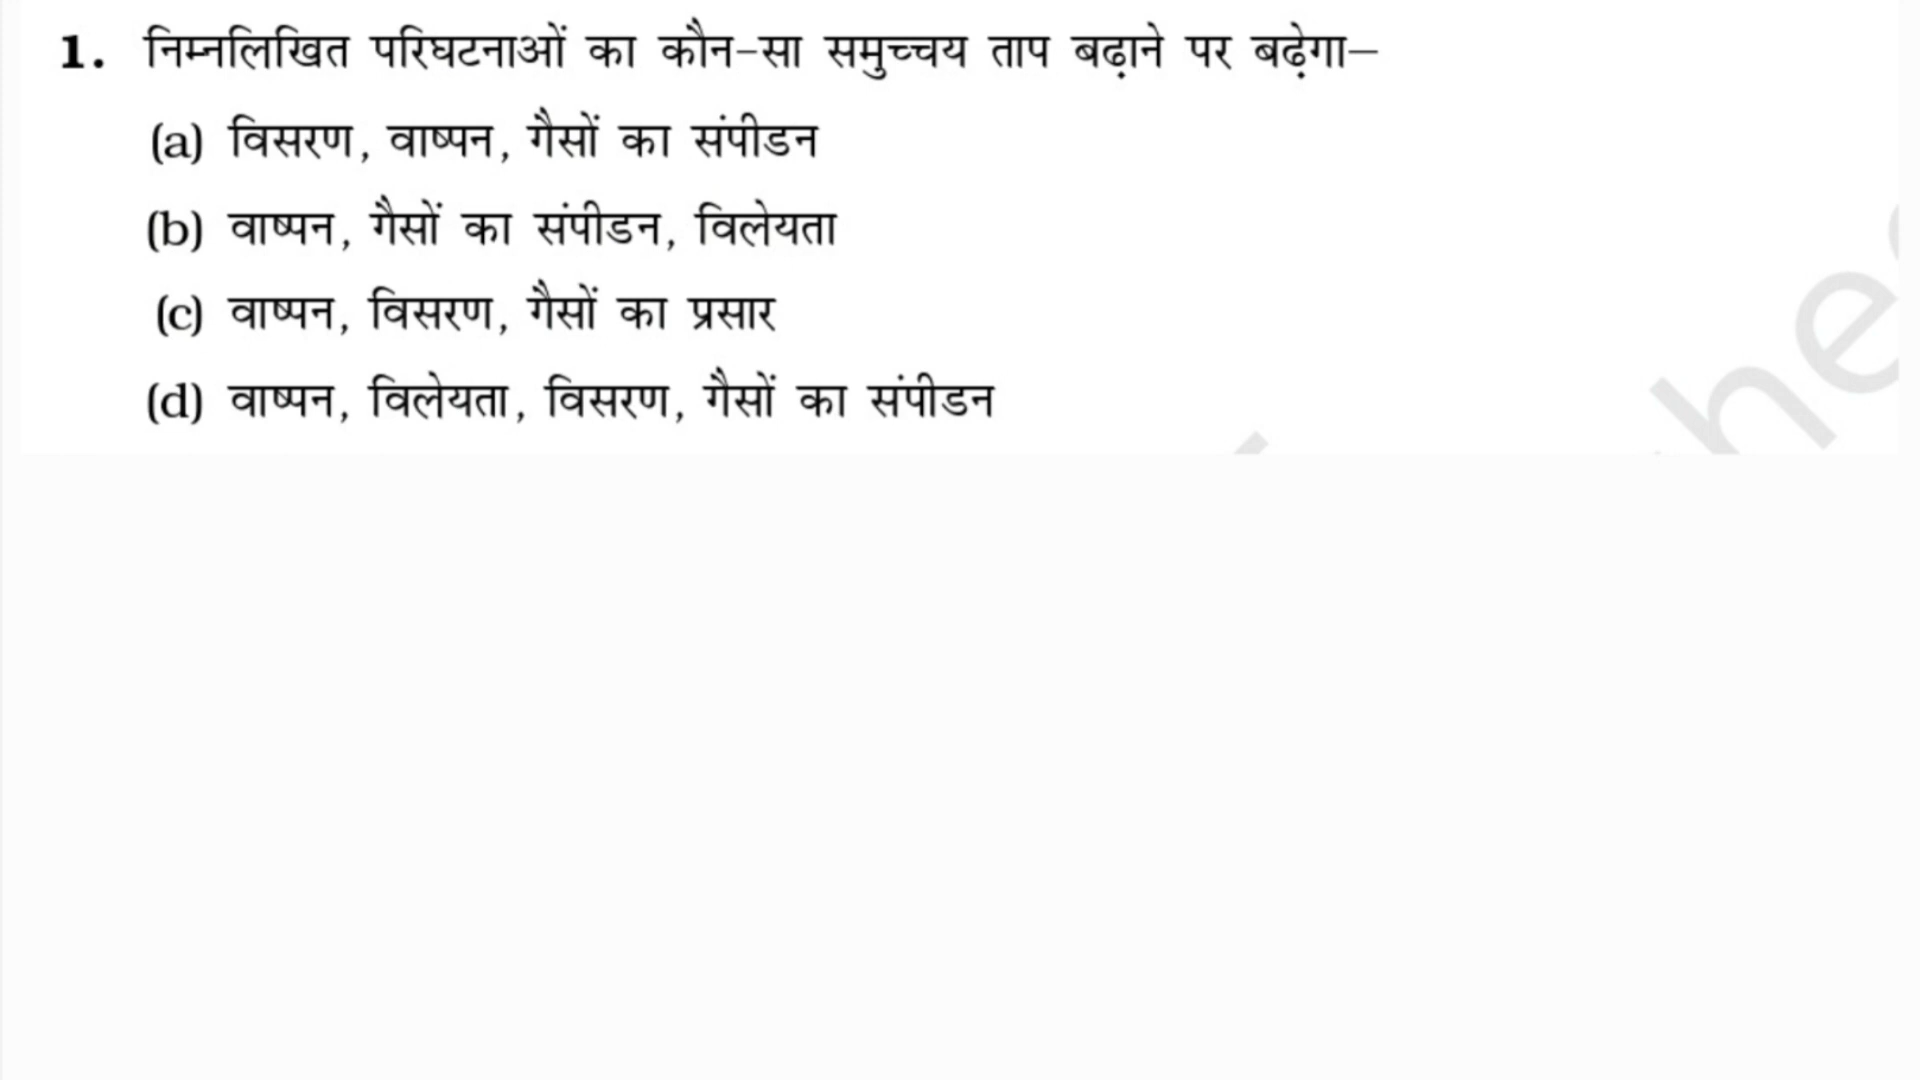 1. निम्नलिखित परिघटनाओं का कौन-सा समुच्चय ताप बढ़ाने पर बढ़ेगा—
(a) विसरण, वाष्पन, गैसों का संपीडन
(b) वाष्पन, गैसों का संपीडन, विलेयता
(c) वाष्पन, विसरण, गैसों का प्रसार
(d) वाष्पन, विलेयता, विसरण, गैसों का संपीडन